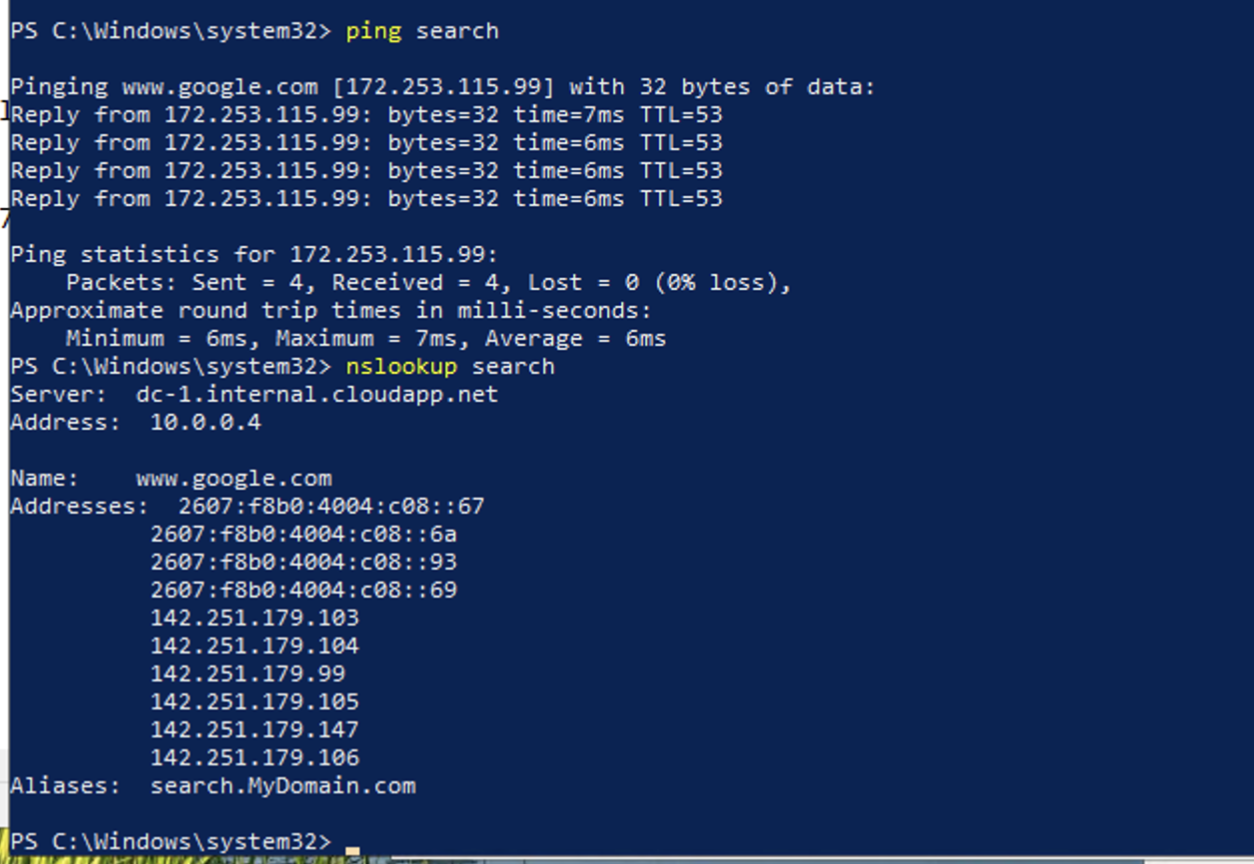 PS C:\Windows\system32> ping search
Pinging www.google.com [172.253.115.99] with 32 bytes of data:
Reply from 172.253.115.99: bytes=32 time=7ms TTL=53
Reply from 172.253.115.99: bytes=32 time=6ms TTL=53
Reply from 172.253.115.99: bytes=32 time=6ms TTL=53
Reply from 172.253.115.99: bytes=32 time=6ms TTL=53
Ping statistics for 172.253.115.99:
    Packets: Sent = 4, Received = 4, Lost = 0 (0% loss),
Approximate round trip times in milli-seconds:
    Minimum = 6ms, Maximum = 7ms, Average = 6ms
PS C:\Windows\system32> nslookup search
Server:  dc-1.internal.cloudapp.net
Address:  10.0.0.4
Name:    www.google.com
Addresses:  2607:f8b0:4004:c08::67
          2607:f8b0:4004:c08::6a
          2607:f8b0:4004:c08::93
          2607:f8b0:4004:c08::69
          142.251.179.103
          142.251.179.104
          142.251.179.99
          142.251.179.105
          142.251.179.147
          142.251.179.106
Aliases:  search.MyDomain.com
PS C:\Windows\system32>